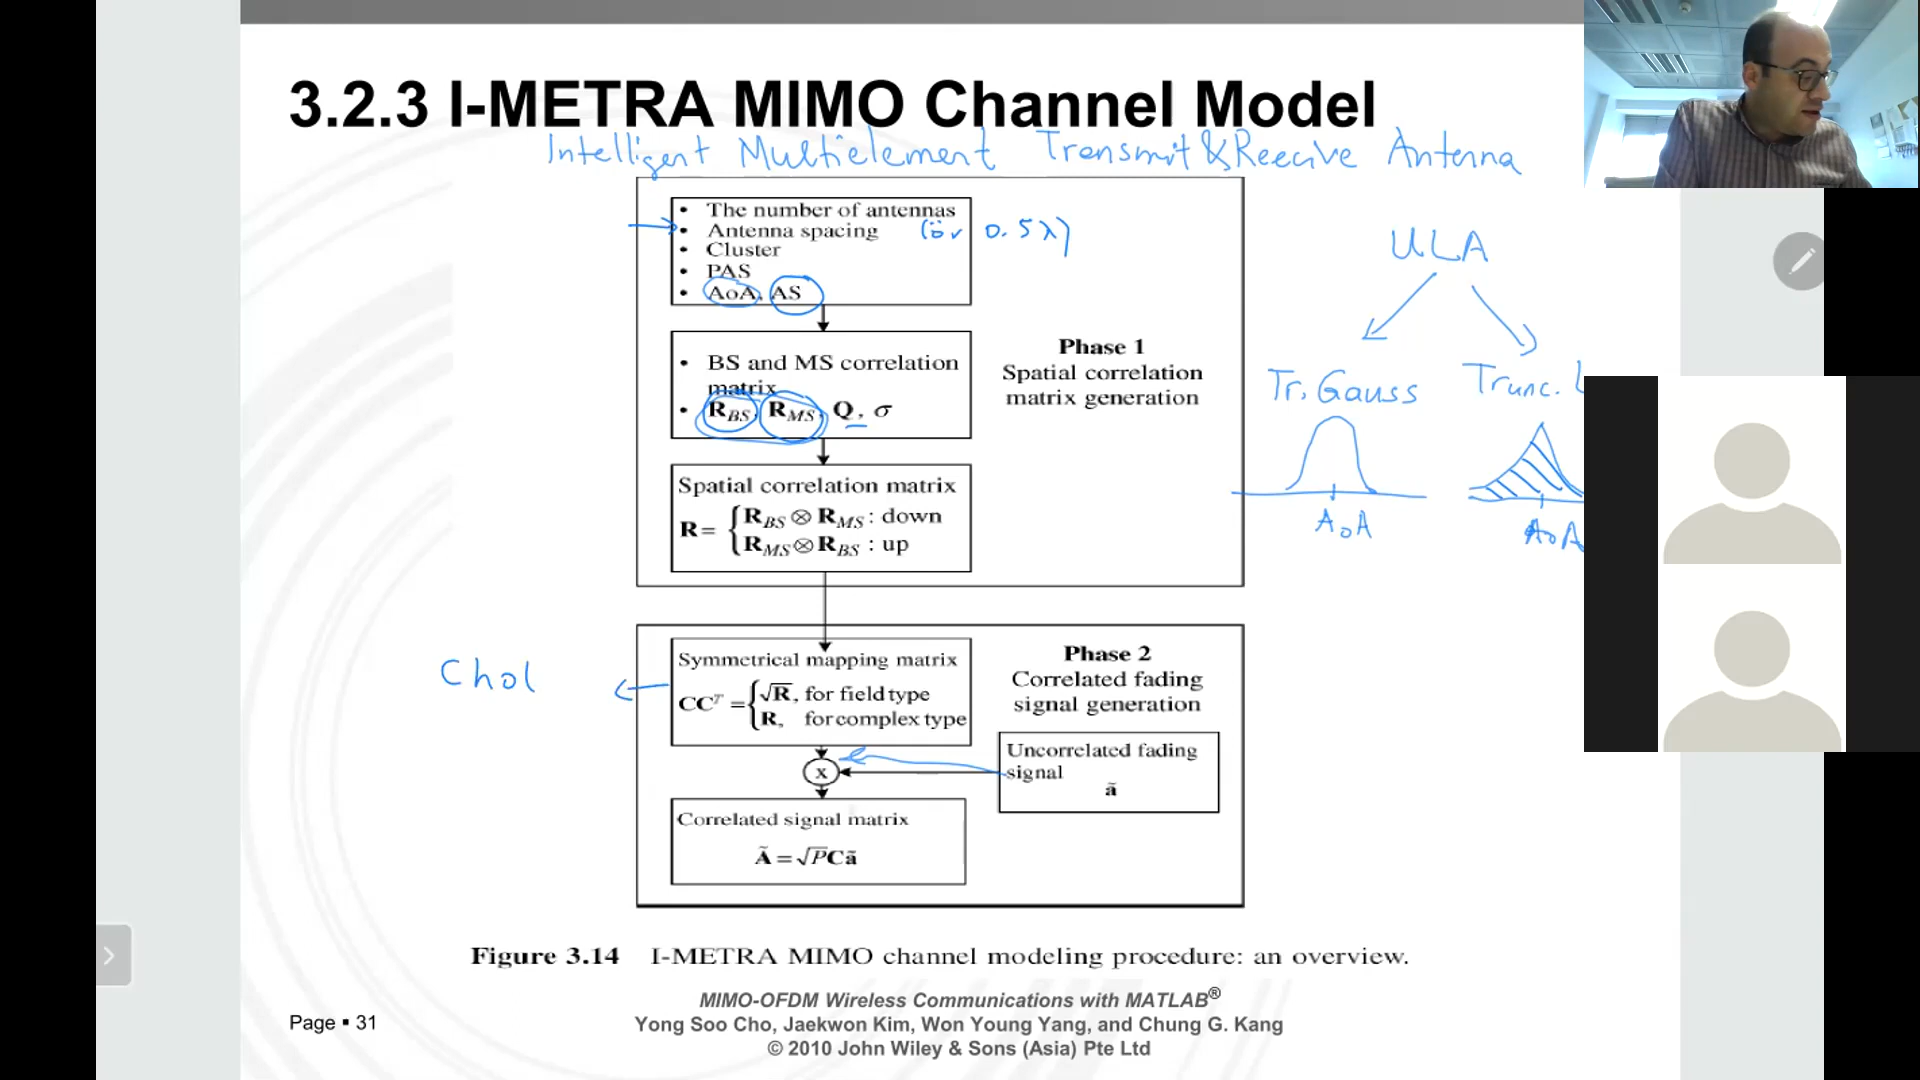 3.2.3 I-METRA MIMO Channel Model
Intelligent Multielement Transmit & Receive Antenna
• The number of antennas
• Antenna spacing (ör 0.5λ)
• Cluster
• PAS
• AoA, AS
• BS and MS correlation
matrix
• R_BS, R_MS, Q, σ
Phase 1
Spatial correlation
matrix generation
Spatial correlation matrix
R = { R_BS ⊗ R_MS : down
R_MS ⊗ R_BS : up
ULA
Tr. Gauss
Trunc.
AoA
AoA
Chol
Symmetrical mapping matrix
CC^T = { √R, for field type
R, for complex type
Phase 2
Correlated fading
signal generation
x
Uncorrelated fading
signal
ã
Correlated signal matrix
Ã = √P Cã
Figure 3.14 I-METRA MIMO channel modeling procedure: an overview.
MIMO-OFDM Wireless Communications with MATLAB®
Yong Soo Cho, Jaekwon Kim, Won Young Yang, and Chung G. Kang
© 2010 John Wiley & Sons (Asia) Pte Ltd
Page ▪ 31